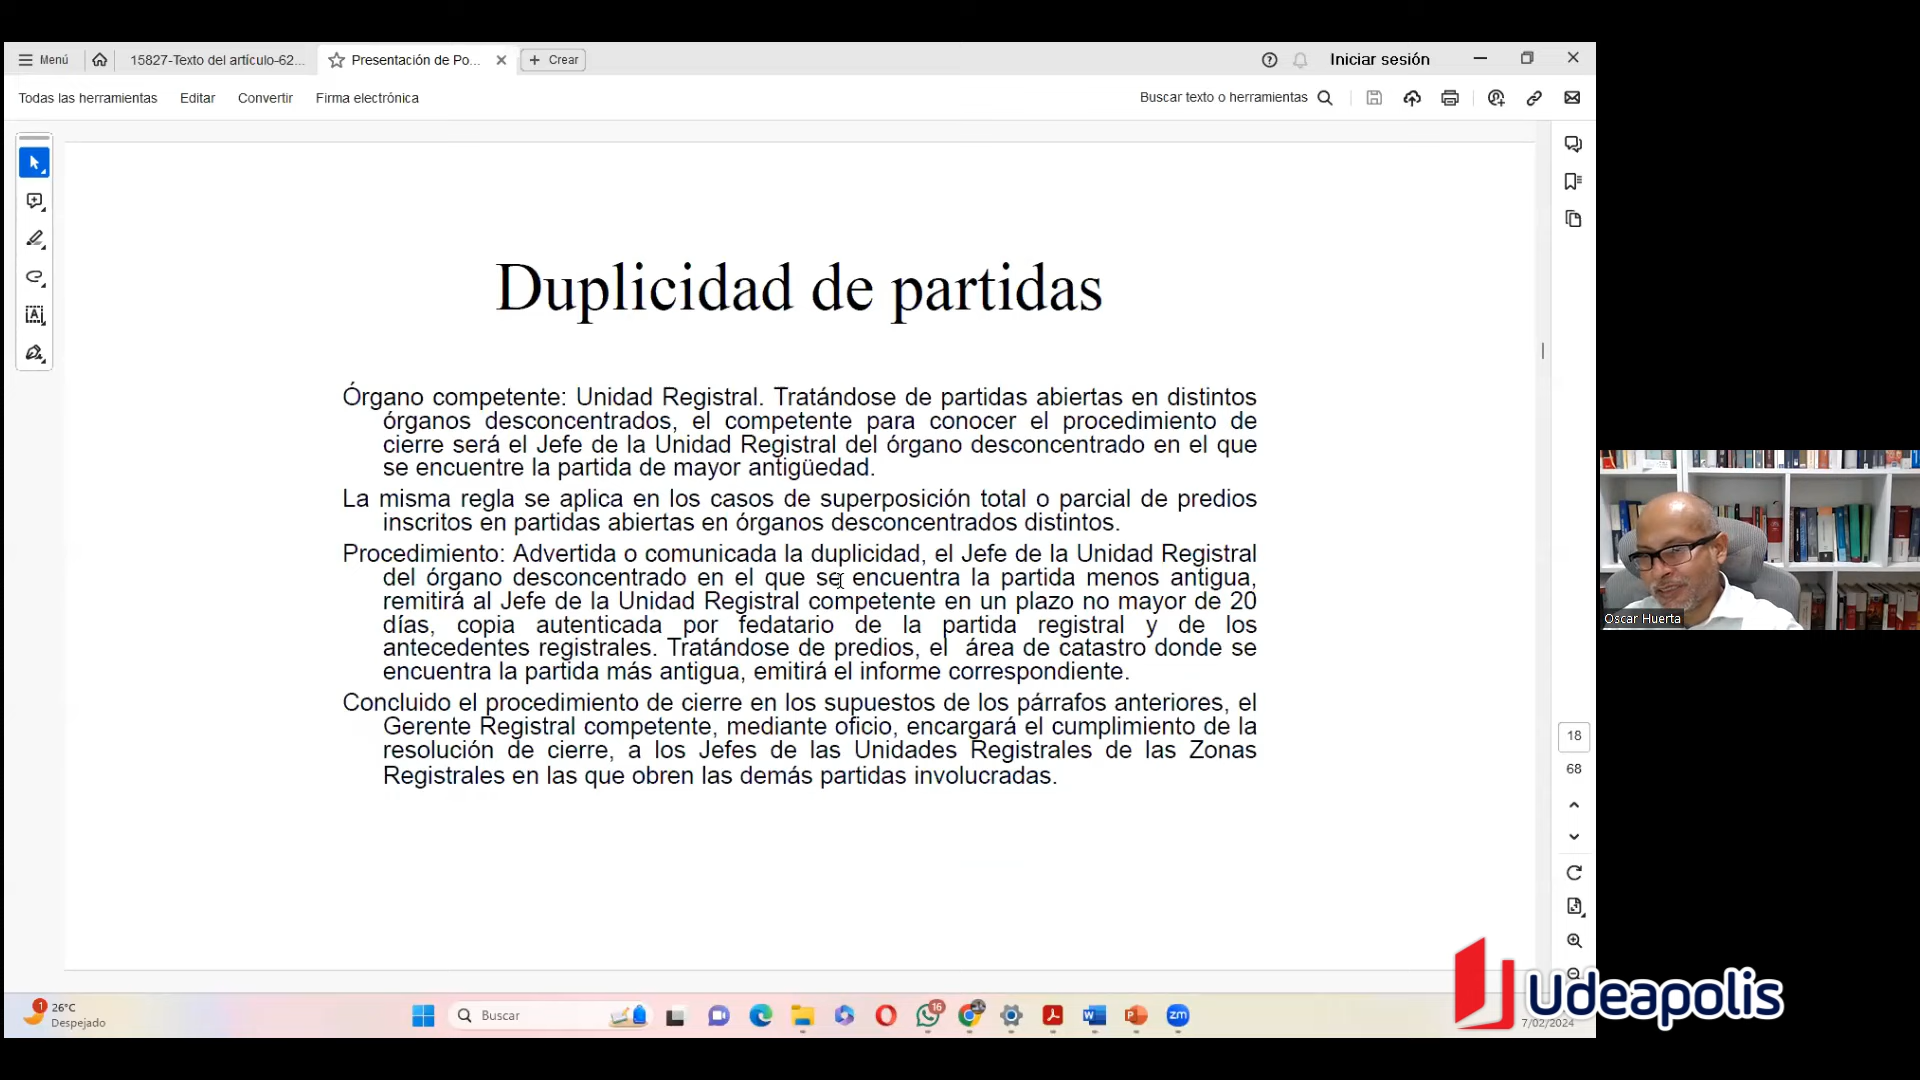 Menú
15827-Texto del artículo-62...
Presentación de Po...
Crear
Iniciar sesión
Todas las herramientas
Editar
Convertir
Firma electrónica
Buscar texto o herramientas
Duplicidad de partidas
Órgano competente: Unidad Registral. Tratándose de partidas abiertas en distintos
órganos desconcentrados, el competente para conocer el procedimiento de
cierre será el Jefe de la Unidad Registral del órgano desconcentrado en el que
se encuentre la partida de mayor antigüedad.
La misma regla se aplica en los casos de superposición total o parcial de predios
inscritos en partidas abiertas en órganos desconcentrados distintos.
Procedimiento: Advertida o comunicada la duplicidad, el Jefe de la Unidad Registral
del órgano desconcentrado en el que se encuentra la partida menos antigua,
remitirá al Jefe de la Unidad Registral competente en un plazo no mayor de 20
días, copia autenticada por fedatario de la partida registral y de los
antecedentes registrales. Tratándose de predios, el área de catastro donde se
encuentra la partida más antigua, emitirá el informe correspondiente.
Concluido el procedimiento de cierre en los supuestos de los párrafos anteriores, el
Gerente Registral competente, mediante oficio, encargará el cumplimiento de la
resolución de cierre, a los Jefes de las Unidades Registrales de las Zonas
Registrales en las que obren las demás partidas involucradas.
18
68
Oscar Huerta
Udeapolis
1
26°C
Despejado
Buscar
16
zm
7/02/2024